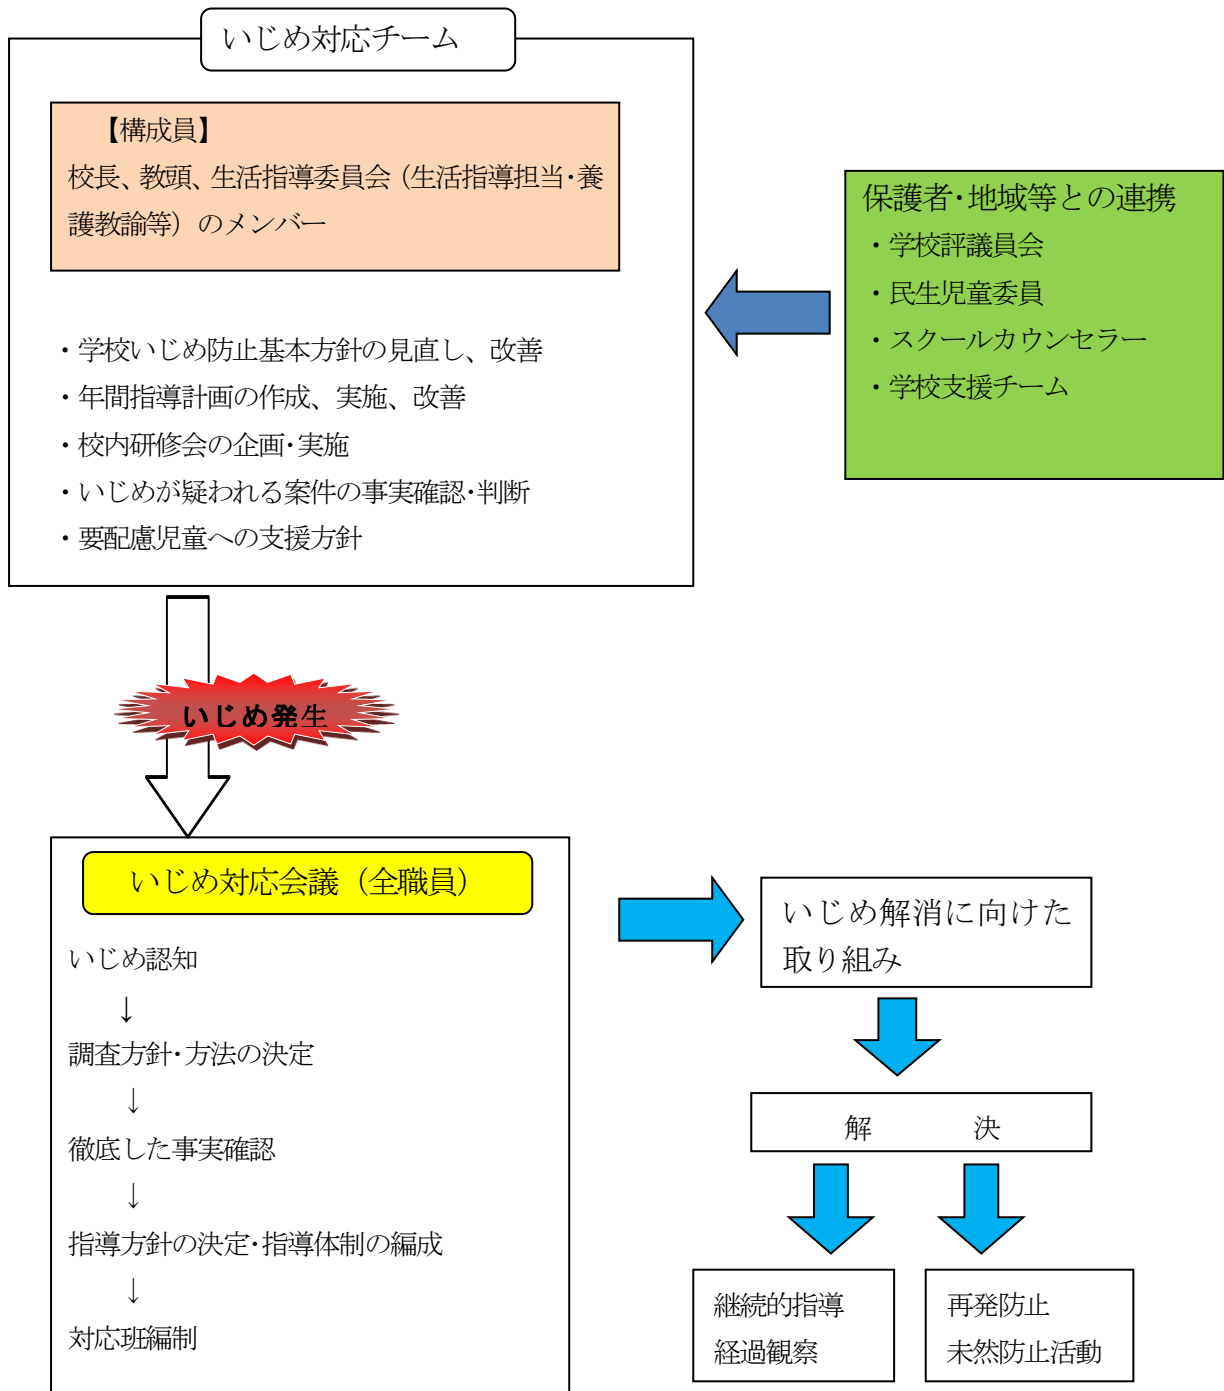 いじめ対応チーム
【構成員】
校長、教頭、生活指導委員会（生活指導担当・養
護教諭等）のメンバー
・学校いじめ防止基本方針の見直し、改善
・年間指導計画の作成、実施、改善
・校内研修会の企画・実施
・いじめが疑われる案件の事実確認・判断
・要配慮児童への支援方針
保護者・地域等との連携
・学校評議員会
・民生児童委員
・スクールカウンセラー
・学校支援チーム
いじめ発生
いじめ対応会議（全職員）
いじめ認知
↓
調査方針・方法の決定
↓
徹底した事実確認
↓
指導方針の決定・指導体制の編成
↓
対応班編制
いじめ解消に向けた
取り組み
解　　　決
継続的指導
経過観察
再発防止
未然防止活動